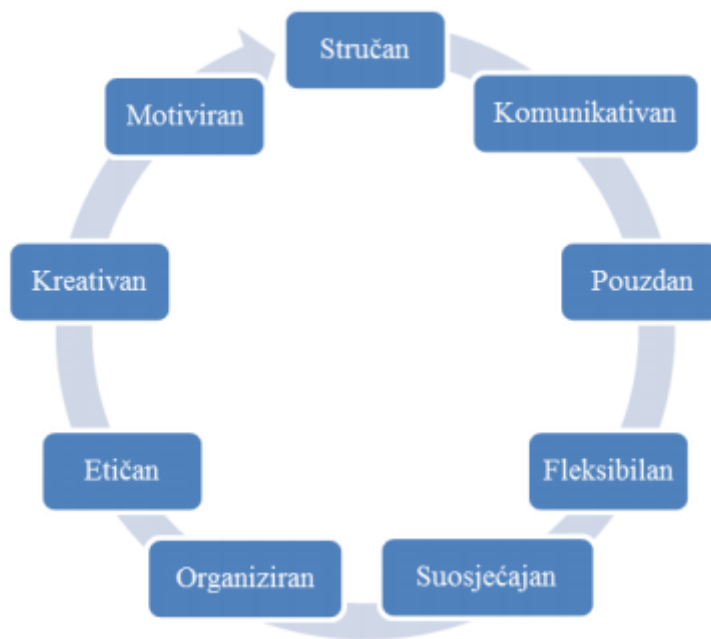 Stručan
Komunikativan
Pouzdan
Fleksibilan
Suosjećajan
Organiziran
Etičan
Kreativan
Motiviran